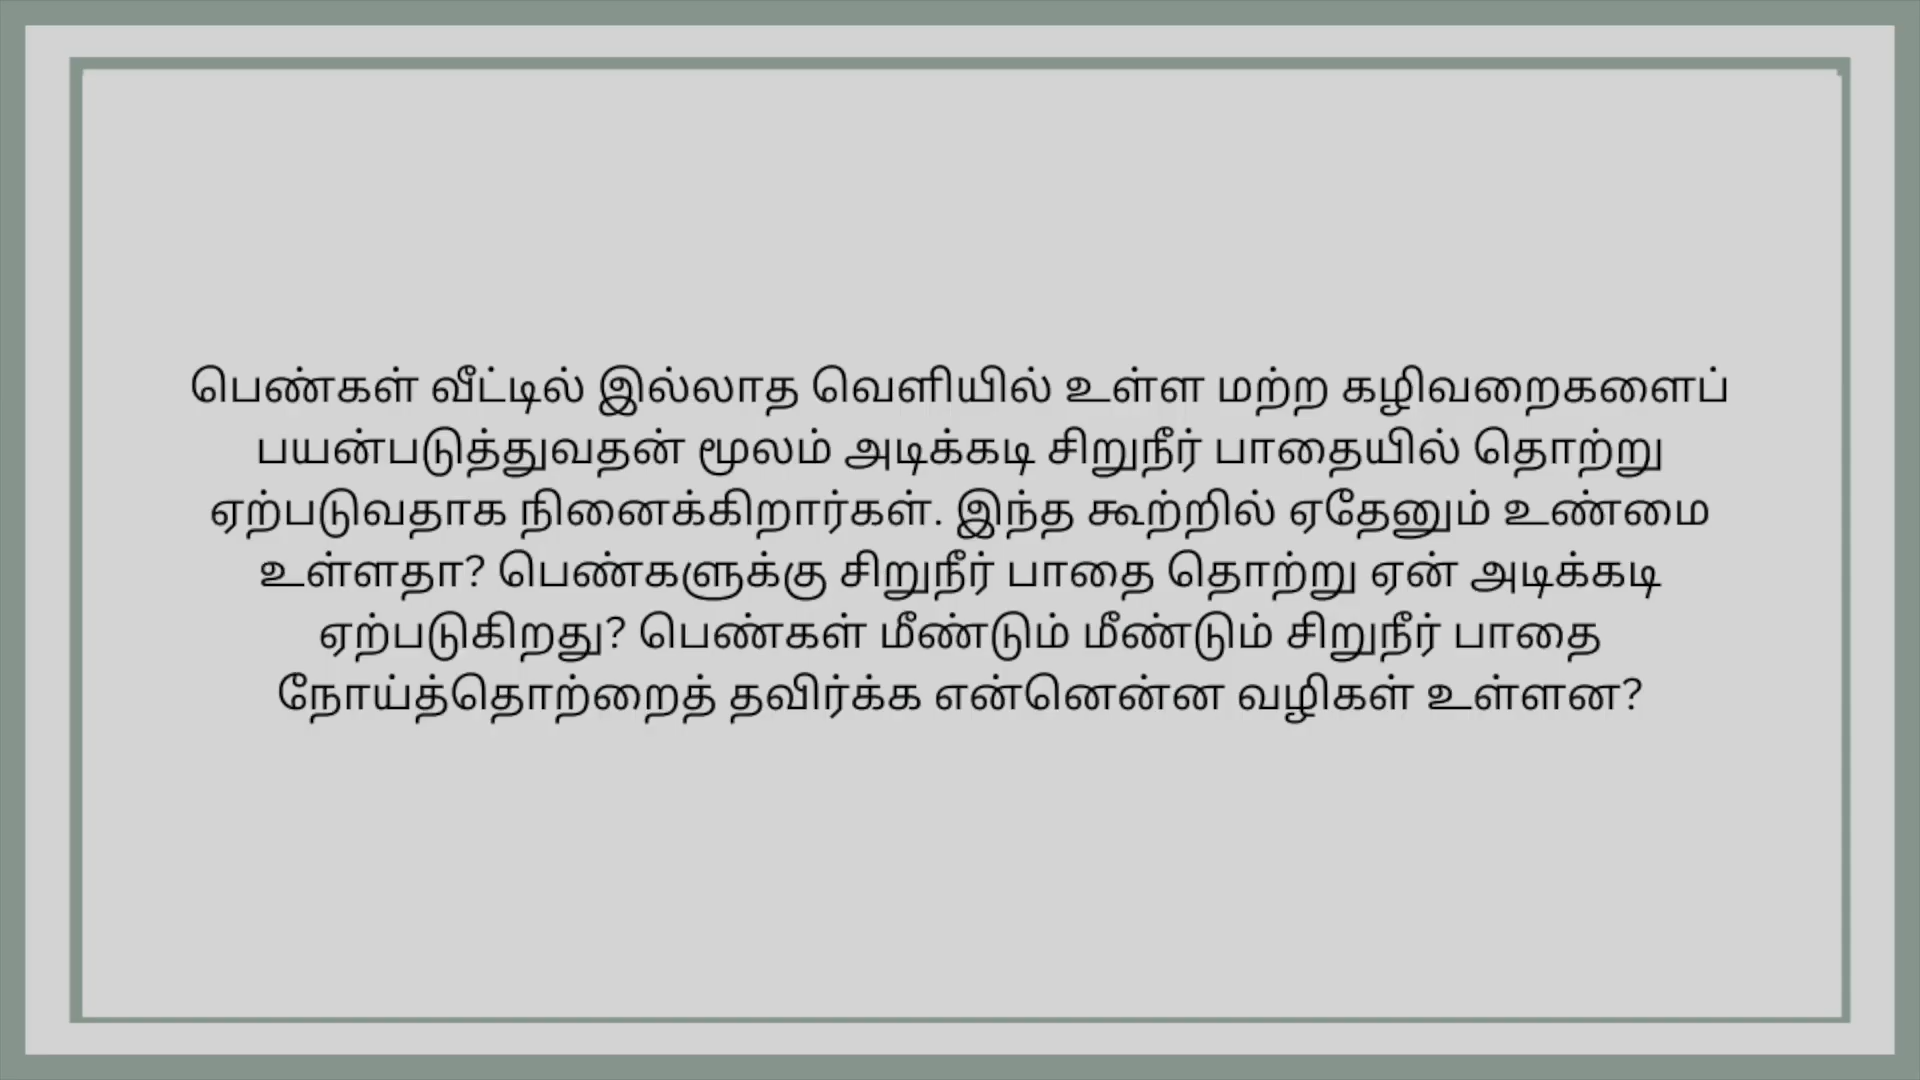 பெண்கள் வீட்டில் இல்லாத வெளியில் உள்ள மற்ற கழிவறைகளைப்
பயன்படுத்துவதன் மூலம் அடிக்கடி சிறுநீர் பாதையில் தொற்று
ஏற்படுவதாக நினைக்கிறார்கள். இந்த கூற்றில் ஏதேனும் உண்மை
உள்ளதா? பெண்களுக்கு சிறுநீர் பாதை தொற்று ஏன் அடிக்கடி
ஏற்படுகிறது? பெண்கள் மீண்டும் மீண்டும் சிறுநீர் பாதை
நோய்த்தொற்றைத் தவிர்க்க என்னென்ன வழிகள் உள்ளன?